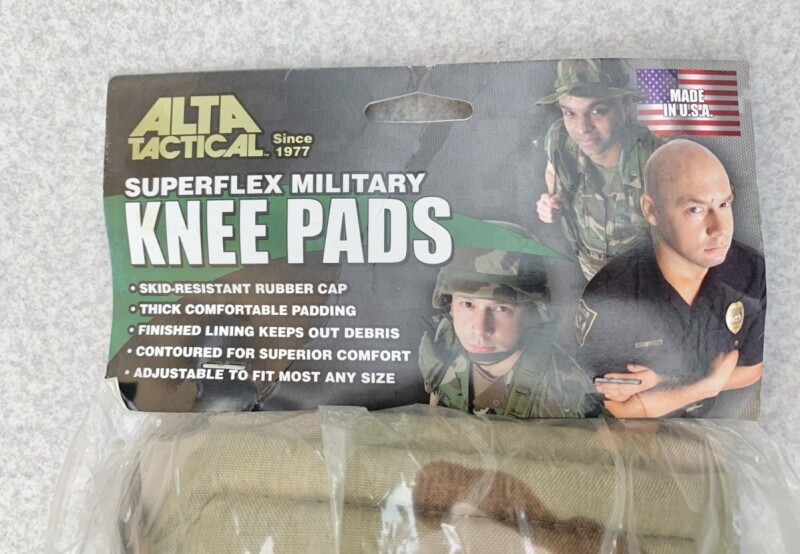 ALTA
TACTICAL™
Since
1977
MADE
IN U.S.A.
SUPERFLEX MILITARY
KNEE PADS
• SKID-RESISTANT RUBBER CAP
• THICK COMFORTABLE PADDING
• FINISHED LINING KEEPS OUT DEBRIS
• CONTOURED FOR SUPERIOR COMFORT
• ADJUSTABLE TO FIT MOST ANY SIZE